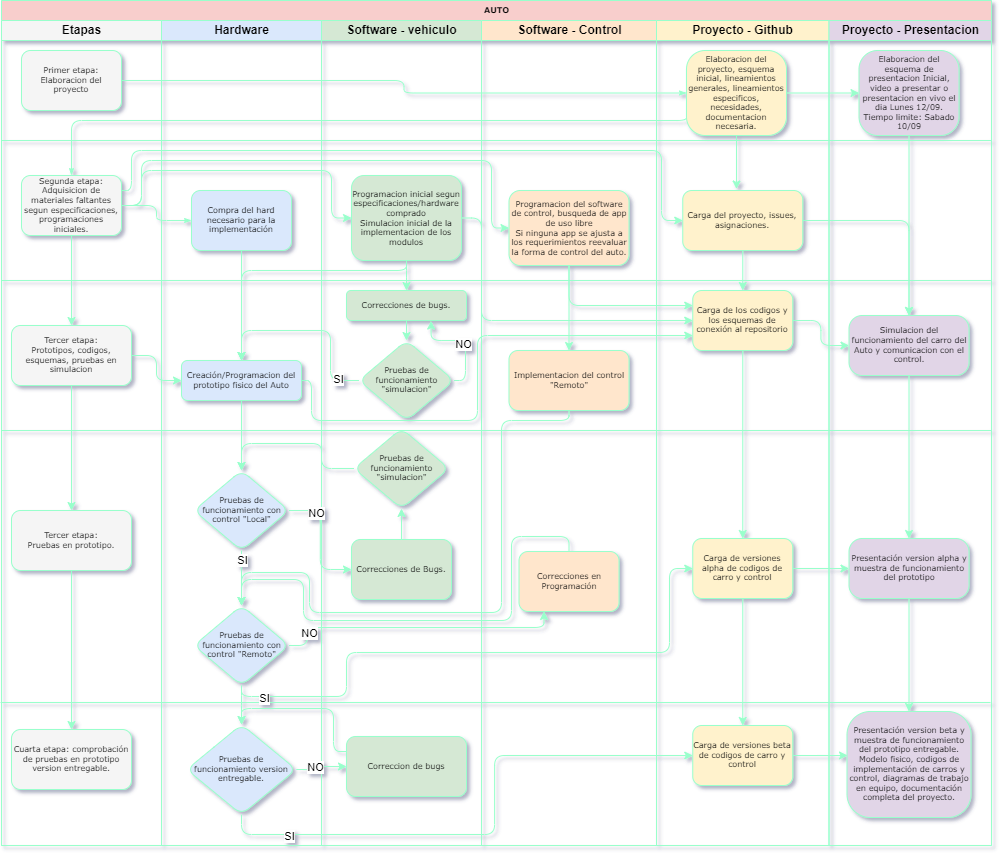 AUTO
Etapas
Hardware
Software - vehiculo
Software - Control
Proyecto - Github
Proyecto - Presentacion
Primer etapa:
Elaboracion del
proyecto
Elaboracion del
proyecto, esquema
inicial, lineamientos
generales, lineamientos
especificos,
necesidades,
documentacion
necesaria.
Elaboracion del
esquema de
presentacion Inicial,
video a presentar o
presentacion en vivo el
dia Lunes 12/09.
Tiempo limite: Sabado
10/09
Segunda etapa:
Adquisicion de
materiales faltantes
segun especificaciones,
programaciones
iniciales.
Compra del hard
necesario para la
implementación
Programacion inicial segun
especificaciones/hardware
comprado
Simulacion inicial de la
implementacion de los
modulos
Programacion del software
de control, busqueda de app
de uso libre
Si ninguna app se ajusta a
los requerimientos reevaluar
la forma de control del auto.
Carga del proyecto, issues,
asignaciones.
Correcciones de bugs.
Carga de los codigos y
los esquemas de
conexión al repositorio
Tercer etapa:
Prototipos, codigos,
esquemas, pruebas en
simulacion
Creación/Programacion del
prototipo fisico del Auto
SI
Pruebas de
funcionamiento
"simulacion"
NO
Implementacion del control
"Remoto"
Simulacion del
funcionamiento del carro del
Auto y comunicacion con el
control.
Pruebas de
funcionamiento
"simulacion"
Tercer etapa:
Pruebas en prototipo.
Pruebas de
funcionamiento con
control "Local"
NO
SI
Correcciones de Bugs.
Correcciones en
Programación
Carga de versiones
alpha de codigos de
carro y control
Presentación version alpha y
muestra de funcionamiento
del prototipo
Pruebas de
funcionamiento con
control "Remoto"
NO
SI
Cuarta etapa: comprobación
de pruebas en prototipo
version entregable.
Pruebas de
funcionamiento version
entregable.
NO
SI
Correccion de bugs
Carga de versiones beta
de codigos de carro y
control
Presentación version beta y
muestra de funcionamiento
del prototipo entregable.
Modelo fisico, codigos de
implementación de carros y
control, diagramas de trabajo
en equipo, documentación
completa del proyecto.